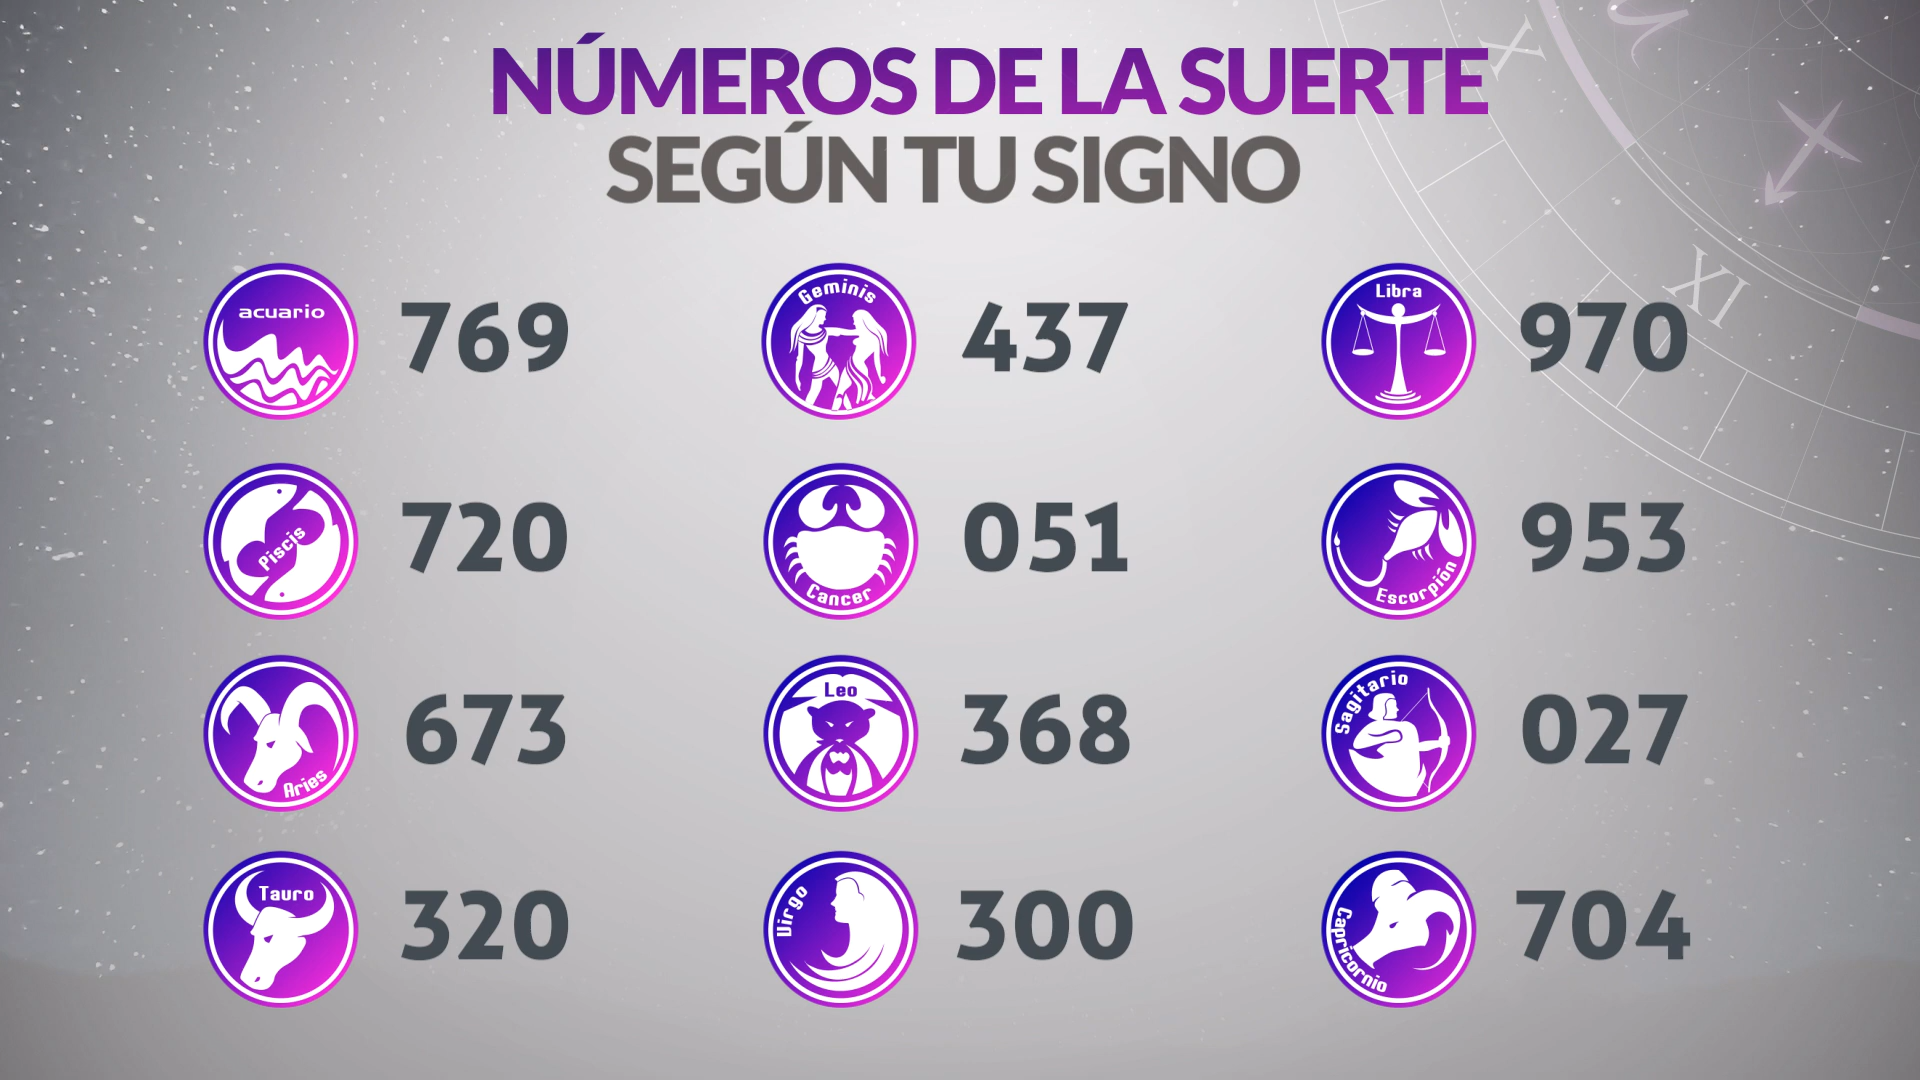 NÚMEROS DE LA SUERTE
SEGÚN TU SIGNO
acuario 769
Geminis 437
Libra 970
Piscis 720
Cancer 051
Escorpión 953
Aries 673
Leo 368
Sagitario 027
Tauro 320
Virgo 300
Capricornio 704
X
XI